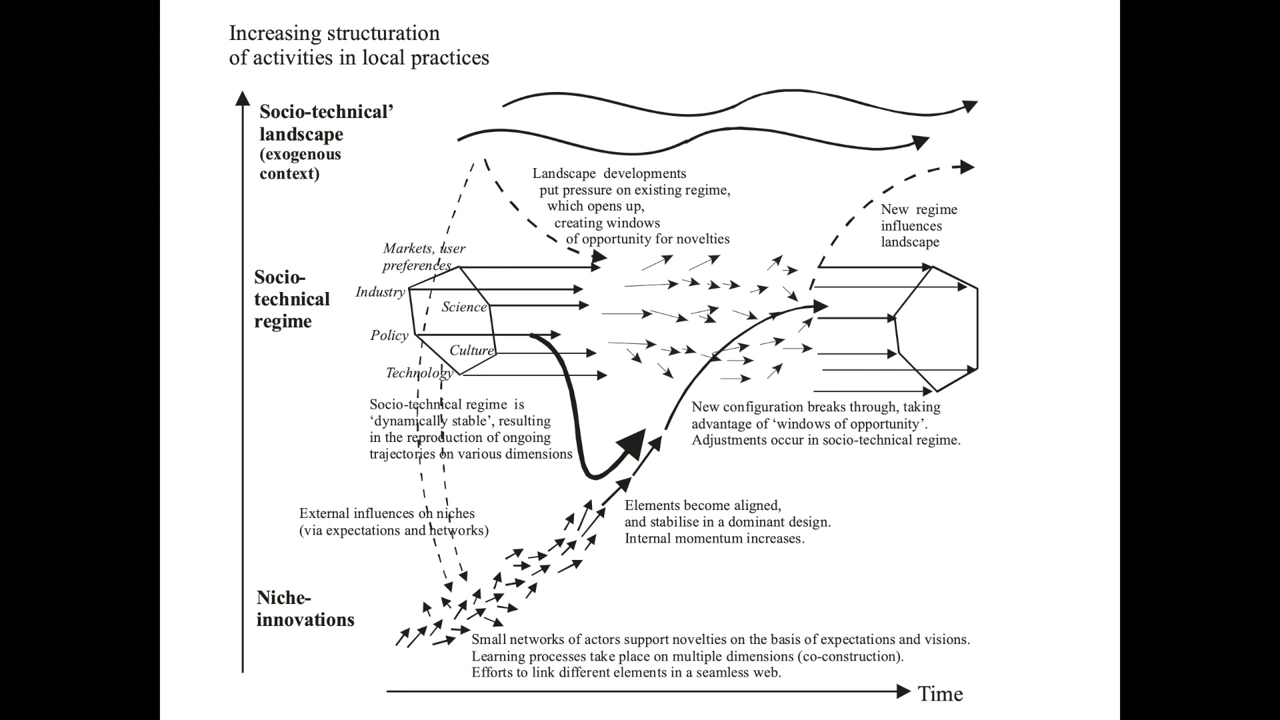 Increasing structuration
of activities in local practices
Socio-technical’
landscape
(exogenous
context)
Landscape developments
put pressure on existing regime,
which opens up,
creating windows
of opportunity for novelties
New regime
influences
landscape
Markets, user
preferences
Socio-
technical
regime
Industry
Science
Policy
Culture
Technology
Socio-technical regime is
‘dynamically stable’, resulting
in the reproduction of ongoing
trajectories on various dimensions
New configuration breaks through, taking
advantage of ‘windows of opportunity’.
Adjustments occur in socio-technical regime.
External influences on niches
(via expectations and networks)
Elements become aligned,
and stabilise in a dominant design.
Internal momentum increases.
Niche-
innovations
Small networks of actors support novelties on the basis of expectations and visions.
Learning processes take place on multiple dimensions (co-construction).
Efforts to link different elements in a seamless web.
Time